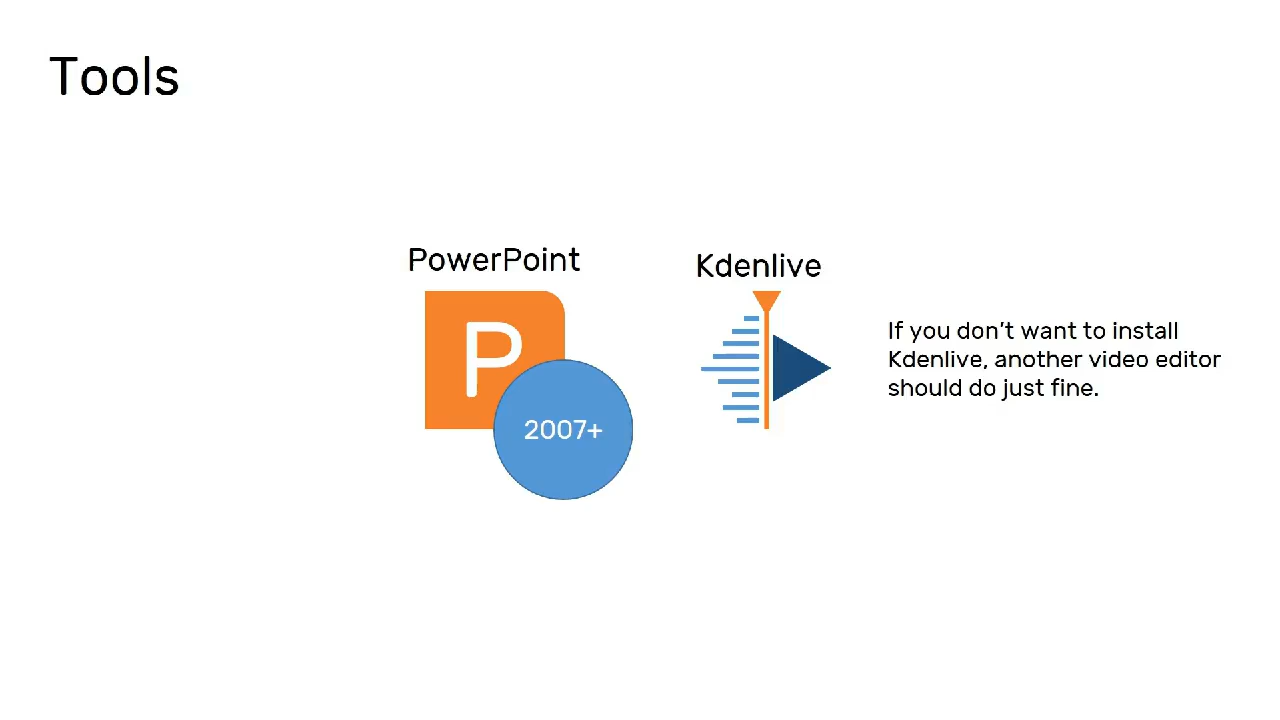 Tools
PowerPoint
Kdenlive
P
2007+
If you don't want to install
Kdenlive, another video editor
should do just fine.